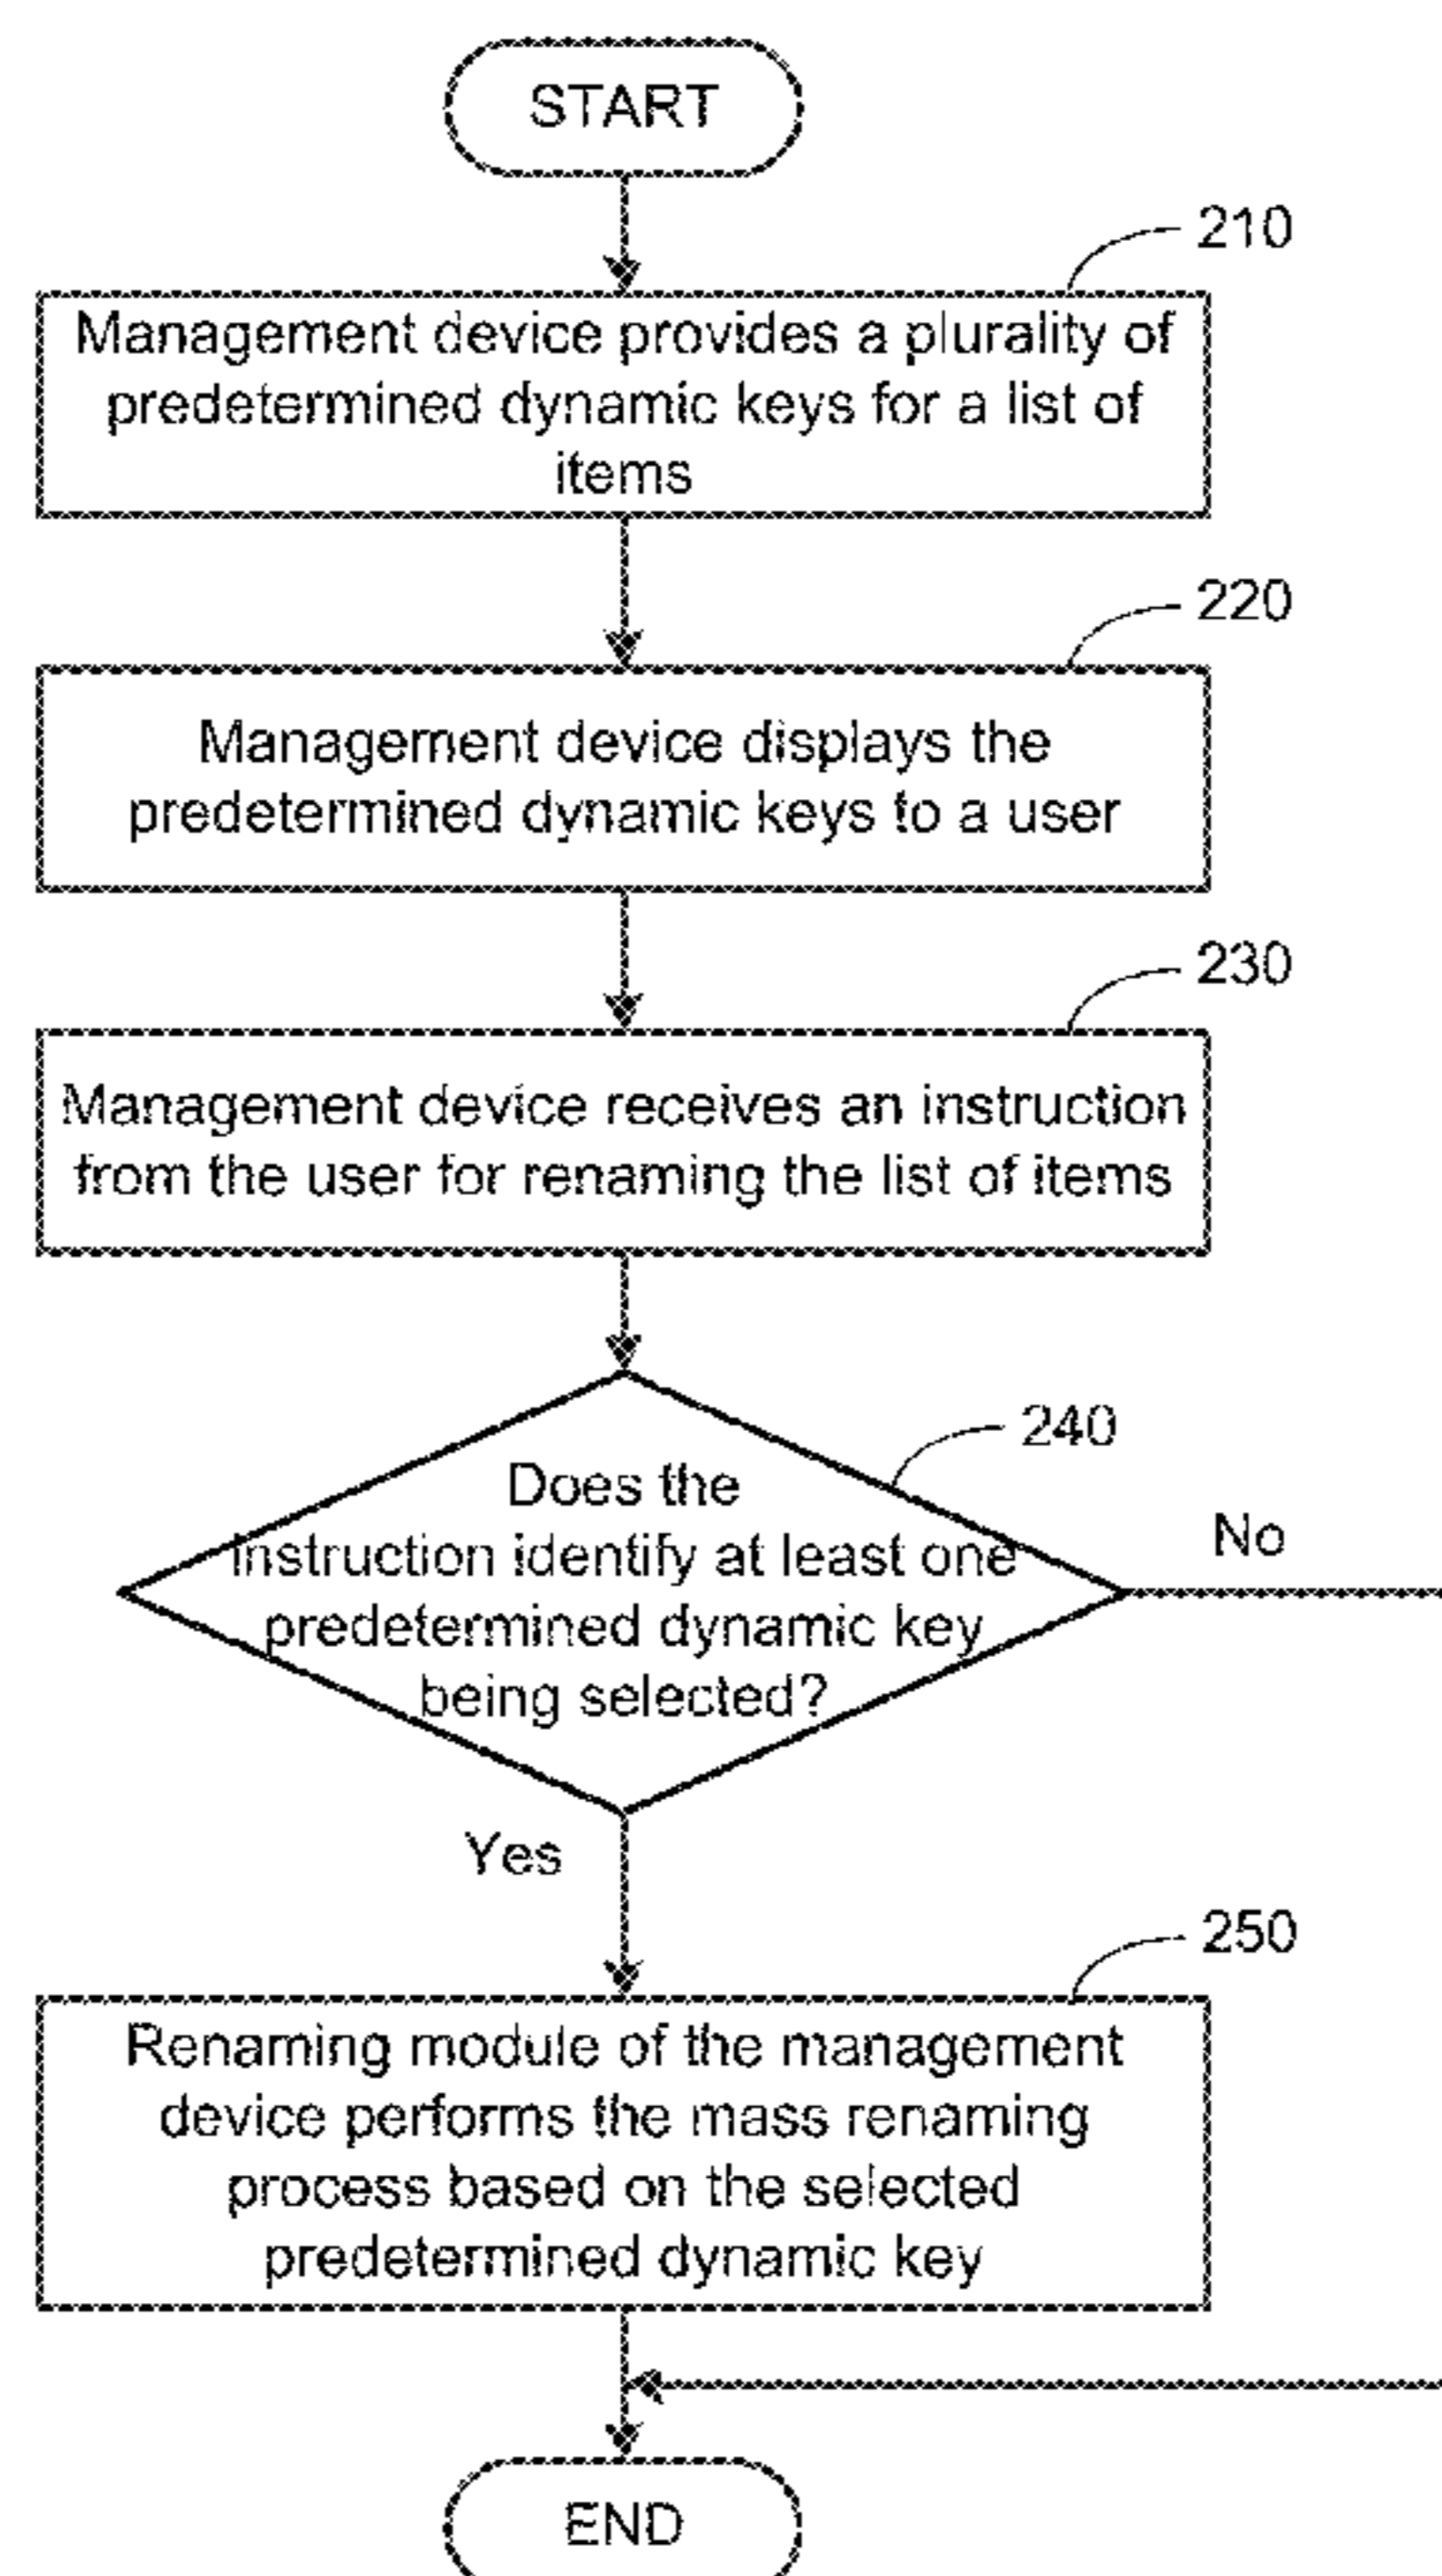 START
210
Management device provides a plurality of
predetermined dynamic keys for a list of
items
220
Management device displays the
predetermined dynamic keys to a user
230
Management device receives an instruction
from the user for renaming the list of items
240
Does the
instruction identify at least one
predetermined dynamic key
being selected?
No
Yes
250
Renaming module of the management
device performs the mass renaming
process based on the selected
predetermined dynamic key
END